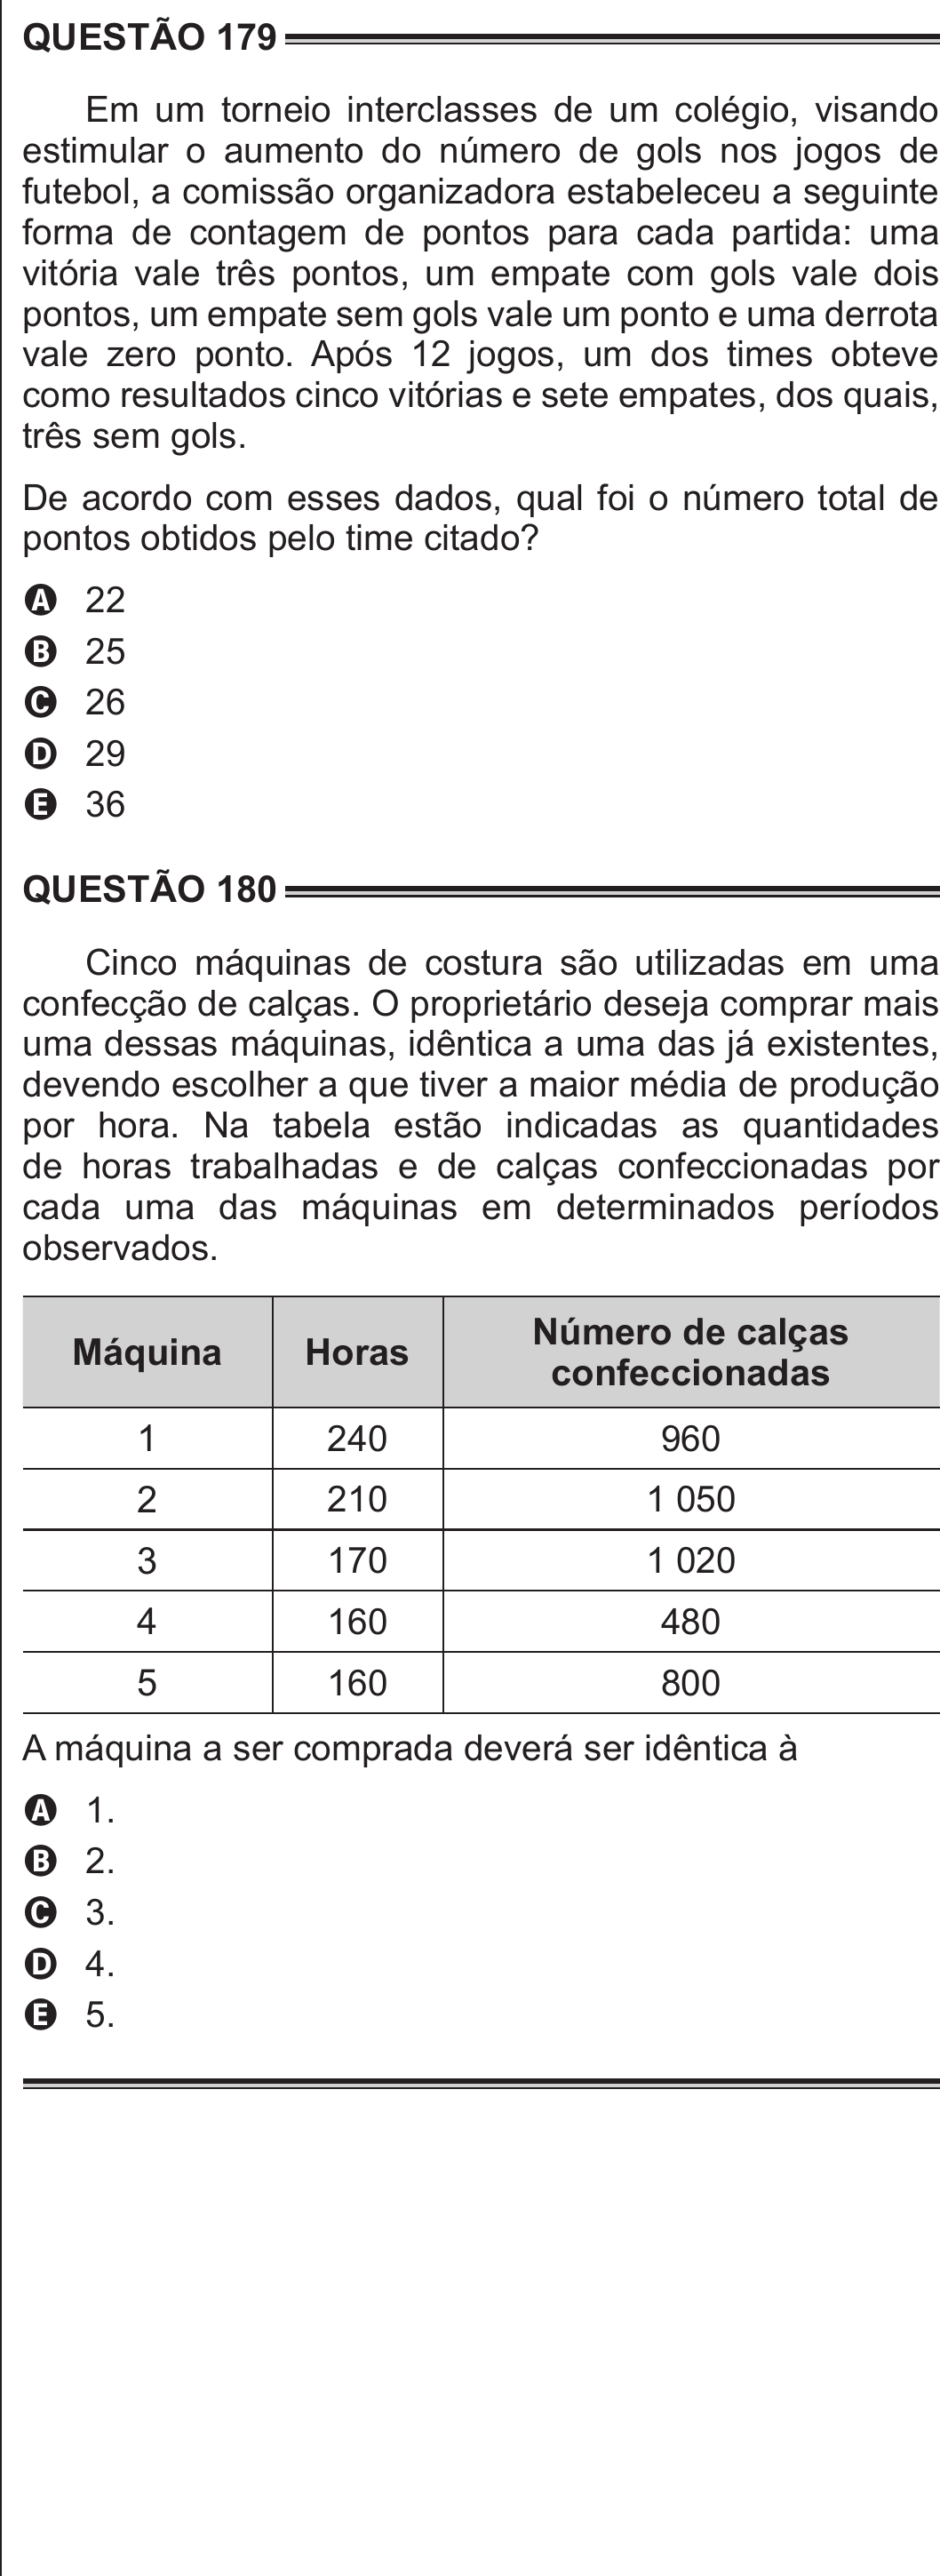 QUESTÃO 179
Em um torneio interclasses de um colégio, visando
estimular o aumento do número de gols nos jogos de
futebol, a comissão organizadora estabeleceu a seguinte
forma de contagem de pontos para cada partida: uma
vitória vale três pontos, um empate com gols vale dois
pontos, um empate sem gols vale um ponto e uma derrota
vale zero ponto. Após 12 jogos, um dos times obteve
como resultados cinco vitórias e sete empates, dos quais,
três sem gols.
De acordo com esses dados, qual foi o número total de
pontos obtidos pelo time citado?
A 22
B 25
C 26
D 29
E 36
QUESTÃO 180
Cinco máquinas de costura são utilizadas em uma
confecção de calças. O proprietário deseja comprar mais
uma dessas máquinas, idêntica a uma das já existentes,
devendo escolher a que tiver a maior média de produção
por hora. Na tabela estão indicadas as quantidades
de horas trabalhadas e de calças confeccionadas por
cada uma das máquinas em determinados períodos
observados.
Máquina Horas Número de calças
confeccionadas
1 240 960
2 210 1 050
3 170 1 020
4 160 480
5 160 800
A máquina a ser comprada deverá ser idêntica à
A 1.
B 2.
C 3.
D 4.
E 5.